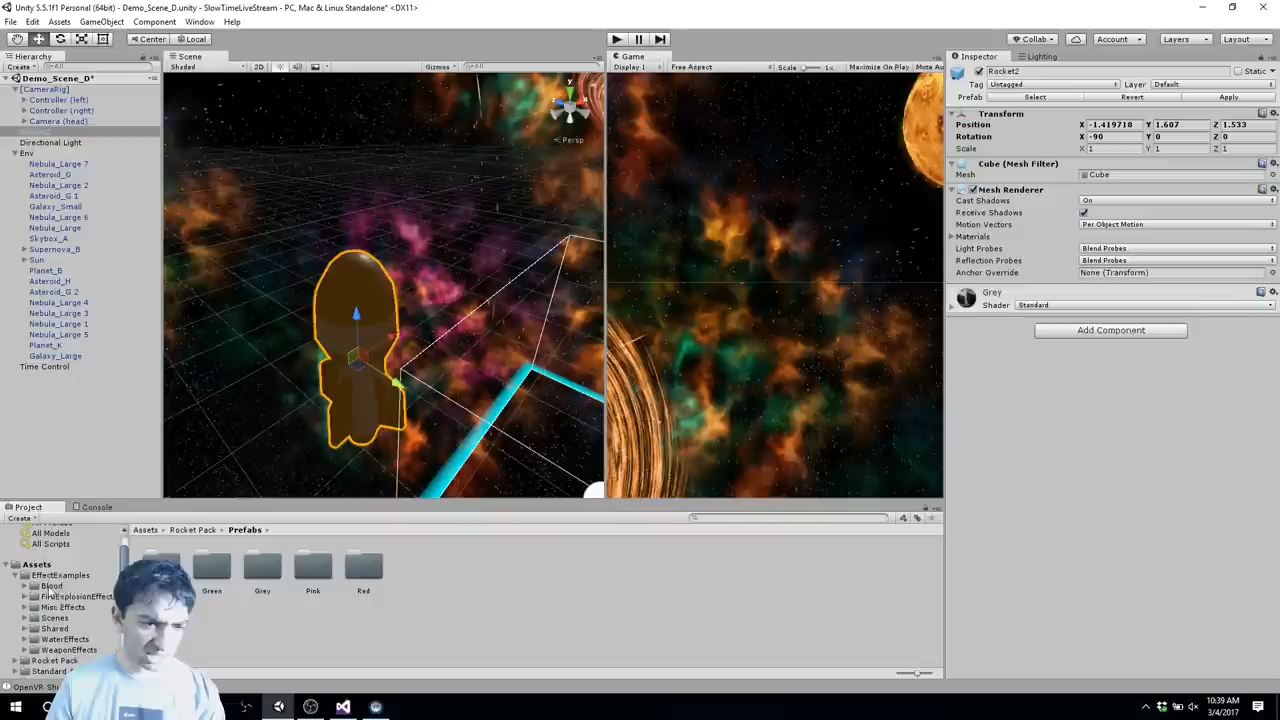 Unity 5.5.1f1 Personal (64bit) - Demo_Scene_D.unity - SlowTimeLiveStream - PC, Mac & Linux Standalone* <DX11>
File Edit Assets GameObject Component Window Help
Center Local Collab Account Layers Layout
Hierarchy
Create All
Demo_Scene_D*
[CameraRig]
Controller (left)
Controller (right)
Camera (head)
Directional Light
Env
Nebula_Large 7
Asteroid_G
Nebula_Large 2
Asteroid_G 1
Galaxy_Small
Nebula_Large 6
Nebula_Large
Skybox_A
Supernova_B
Sun
Planet_B
Asteroid_H
Asteroid_G 2
Nebula_Large 4
Nebula_Large 3
Nebula_Large 1
Nebula_Large 5
Planet_K
Galaxy_Large
Time Control
Scene
Shaded 2D Gizmos All
y
Persp
Game
Display 1 Free Aspect Scale 1x Maximize On Play Mute Au
Inspector Lighting
Rocket2 Static
Tag Untagged Layer Default
Prefab Select Revert Apply
Transform
Position X -1.419718 Y 1.607 Z 1.533
Rotation X -90 Y 0 Z 0
Scale X 1 Y 1 Z 1
Cube (Mesh Filter)
Mesh Cube
Mesh Renderer
Cast Shadows On
Receive Shadows
Motion Vectors Per Object Motion
Materials
Light Probes Blend Probes
Reflection Probes Blend Probes
Anchor Override None (Transform)
Grey
Shader Standard
Add Component
Project Console
Create
All Models
All Scripts
Assets
EffectExamples
Blood
FireExplosionEffects
Misc Effects
Scenes
Shared
WaterEffects
WeaponEffects
Rocket Pack
Standard
Assets Rocket Pack Prefabs
Green Grey Pink Red
OpenVR
10:39 AM
3/4/2017